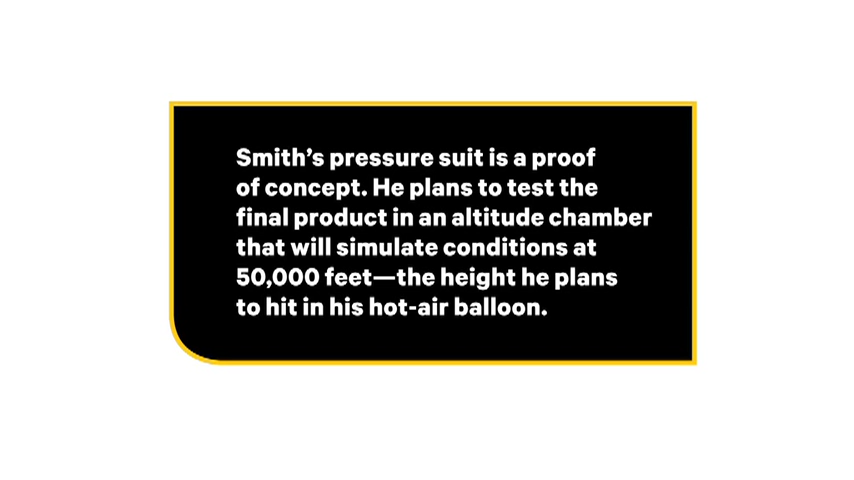 Smith’s pressure suit is a proof
of concept. He plans to test the
final product in an altitude chamber
that will simulate conditions at
50,000 feet—the height he plans
to hit in his hot-air balloon.